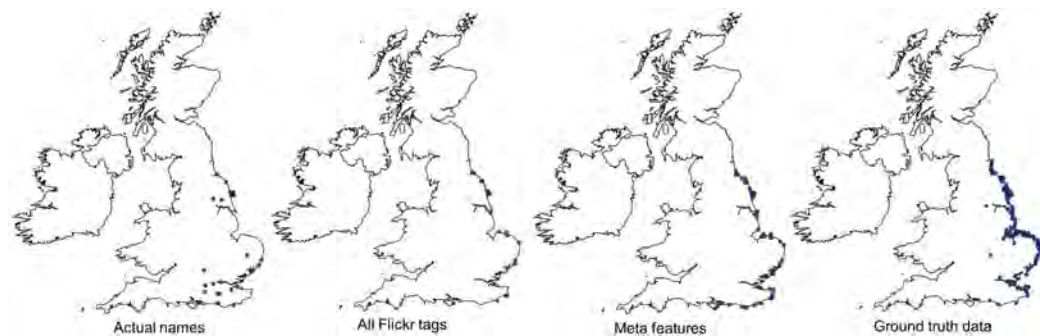 Actual names
All Flickr tags
Meta features
Ground truth data